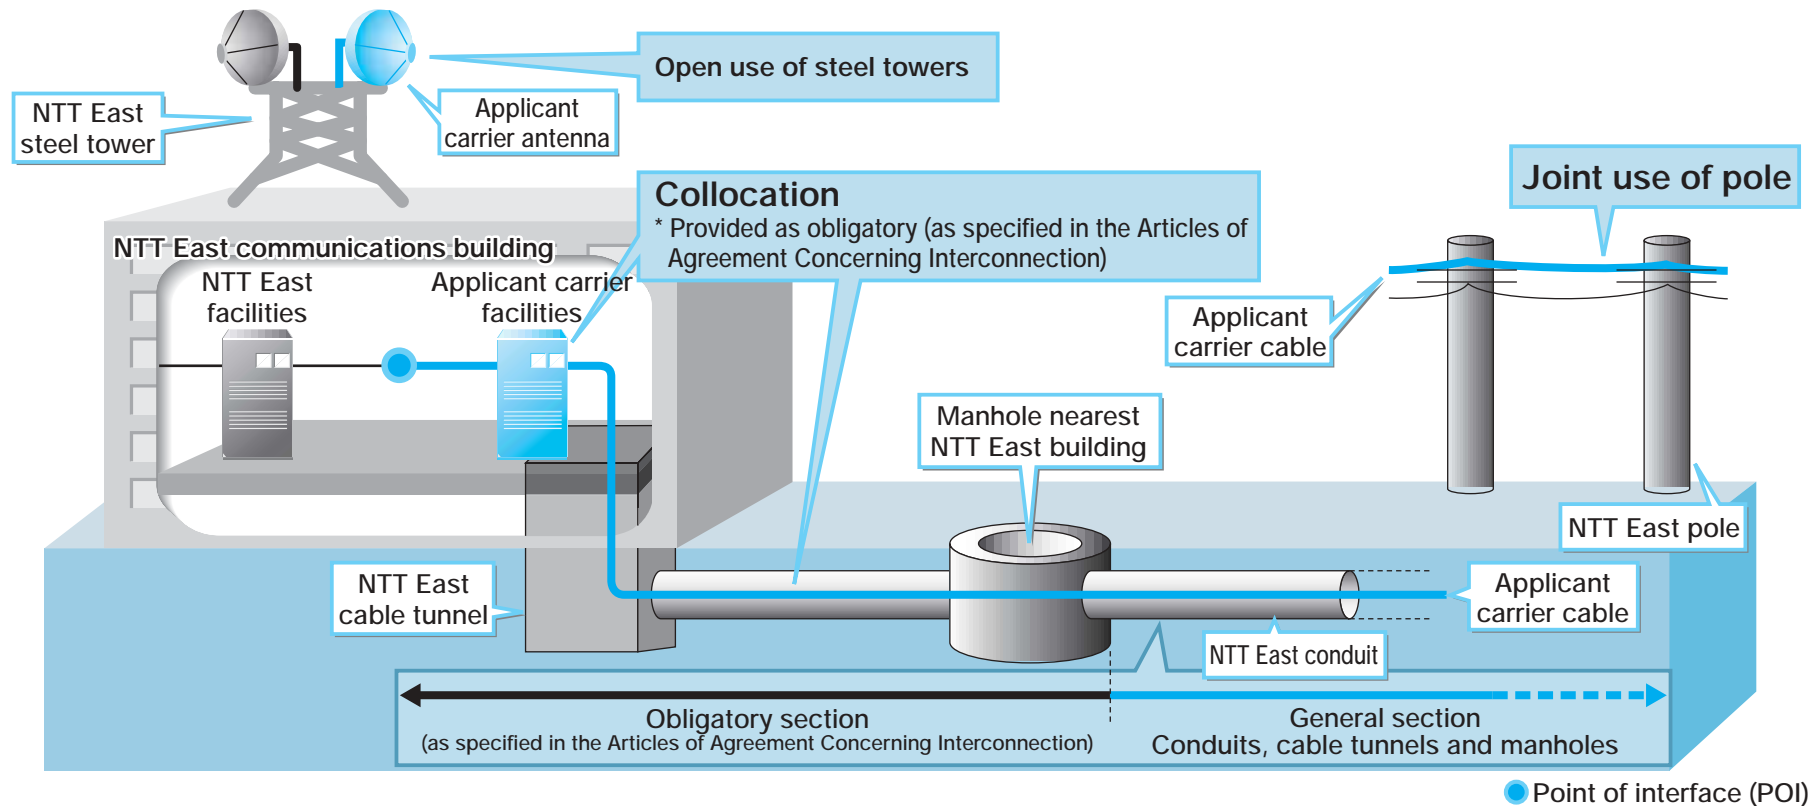 Open use of steel towers
NTT East
steel tower
Applicant
carrier antenna
Collocation
* Provided as obligatory (as specified in the Articles of
Agreement Concerning Interconnection)
Joint use of pole
NTT East communications building
NTT East
facilities
Applicant carrier
facilities
Applicant
carrier cable
Manhole nearest
NTT East building
NTT East pole
NTT East
cable tunnel
Applicant
carrier cable
NTT East conduit
Obligatory section
(as specified in the Articles of Agreement Concerning Interconnection)
General section
Conduits, cable tunnels and manholes
Point of interface (POI)